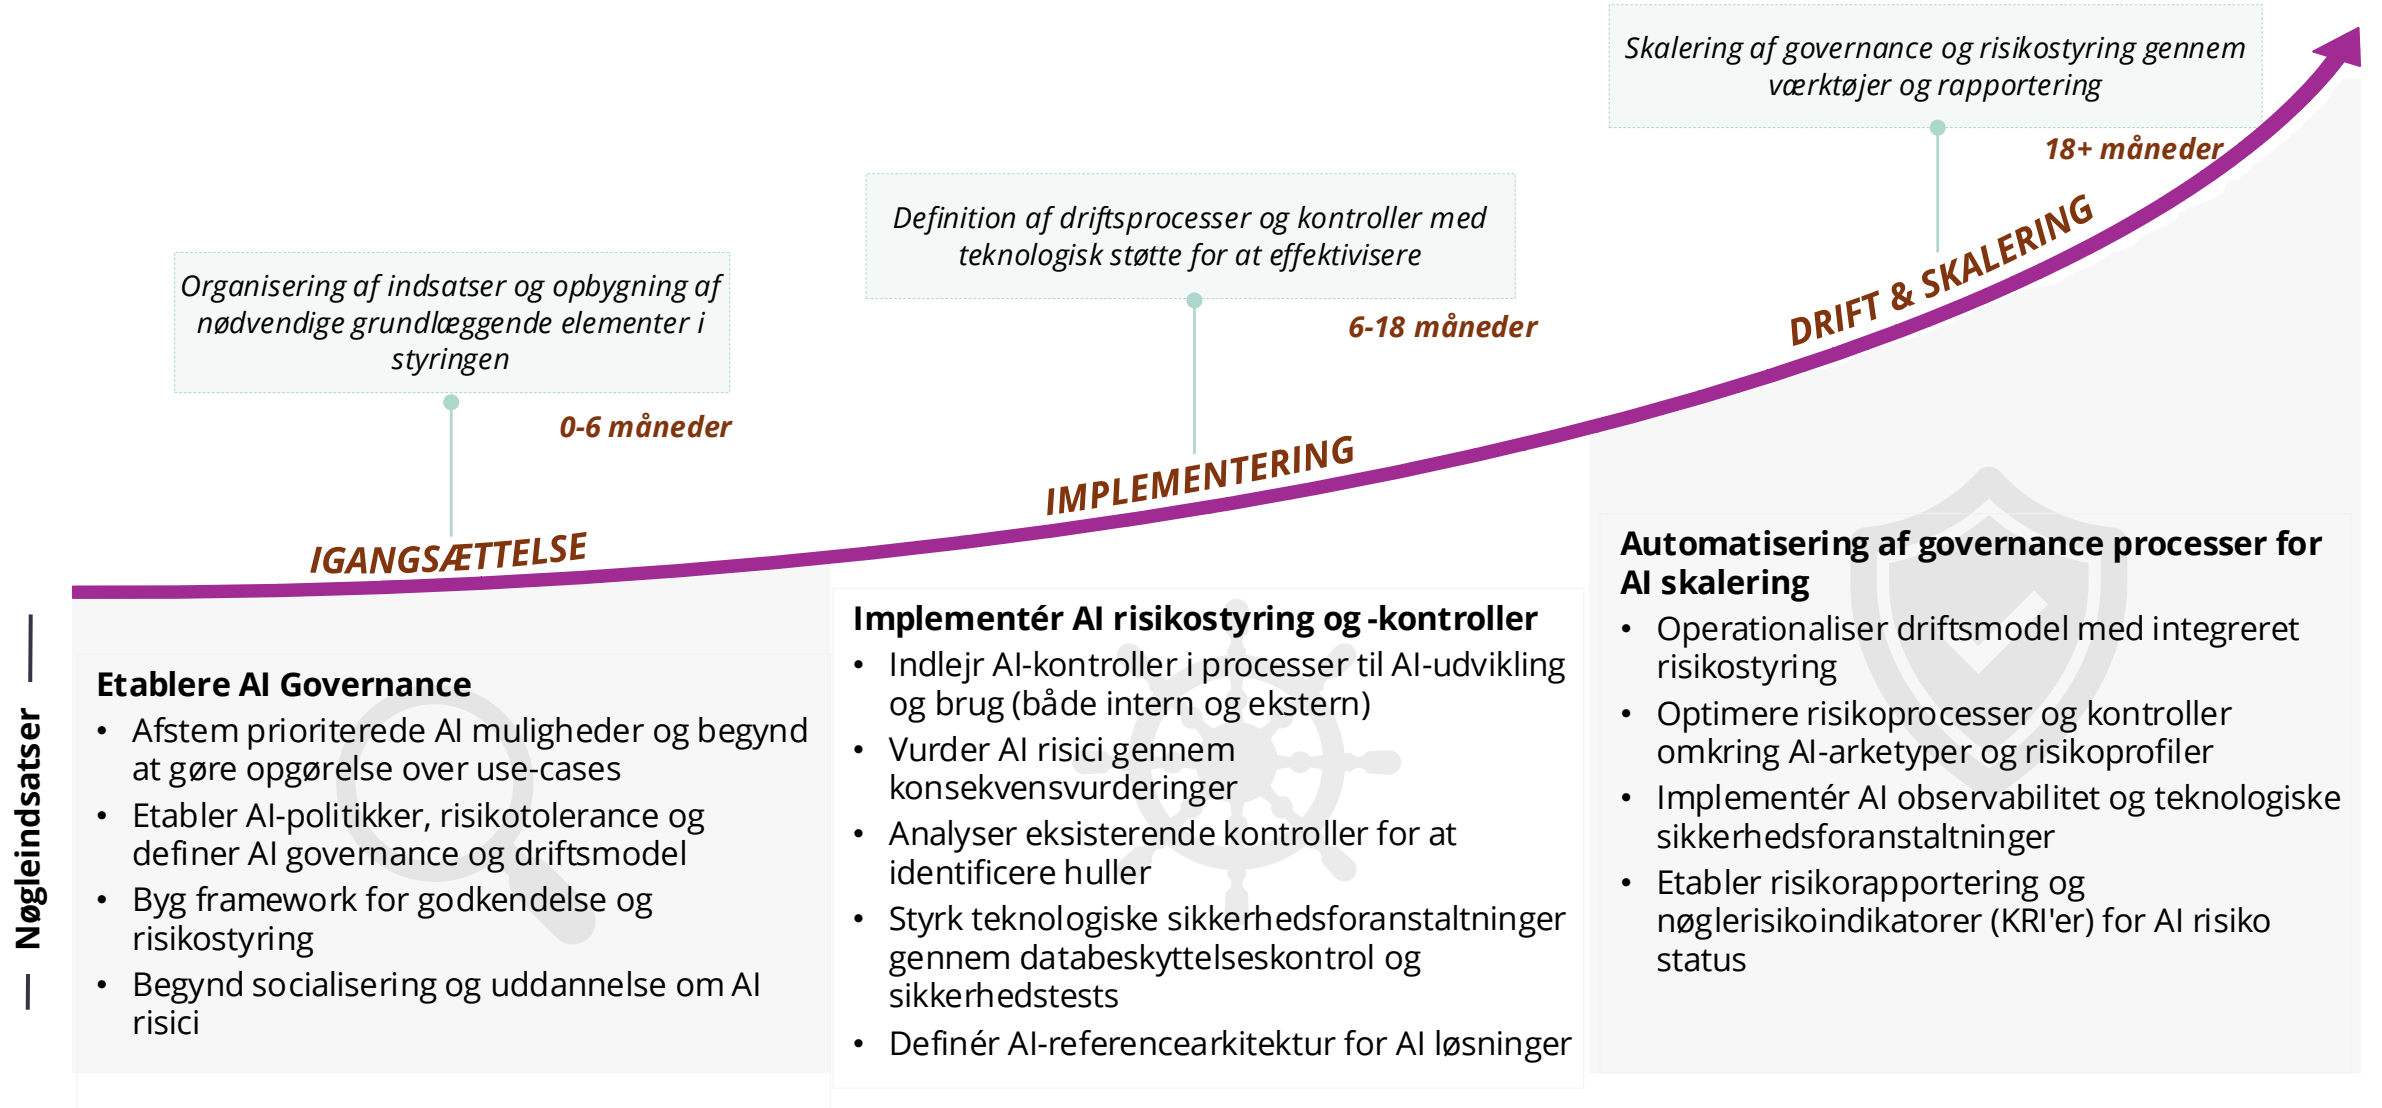 Skalering af governance og risikostyring gennem
værktøjer og rapportering
18+ måneder
Definition af driftsprocesser og kontroller med
teknologisk støtte for at effektivisere
6-18 måneder
Organisering af indsatser og opbygning af
nødvendige grundlæggende elementer i
styringen
0-6 måneder
IGANGSÆTTELSE
IMPLEMENTERING
DRIFT & SKALERING
Nøgleindsatser
Etablere AI Governance
• Afstem prioriterede AI muligheder og begynd
at gøre opgørelse over use-cases
• Etabler AI-politikker, risikotolerance og
definer AI governance og driftsmodel
• Byg framework for godkendelse og
risikostyring
• Begynd socialisering og uddannelse om AI
risici
Implementér AI risikostyring og -kontroller
• Indlejr AI-kontroller i processer til AI-udvikling
og brug (både intern og ekstern)
• Vurder AI risici gennem
konsekvensvurderinger
• Analyser eksisterende kontroller for at
identificere huller
• Styrk teknologiske sikkerhedsforanstaltninger
gennem databeskyttelseskontrol og
sikkerhedstests
• Definér AI-referencearkitektur for AI løsninger
Automatisering af governance processer for
AI skalering
• Operationaliser driftsmodel med integreret
risikostyring
• Optimere risikoprocesser og kontroller
omkring AI-arketyper og risikoprofiler
• Implementér AI observabilitet og teknologiske
sikkerhedsforanstaltninger
• Etabler risikorapportering og
nøglerisikoindikatorer (KRI'er) for AI risiko
status